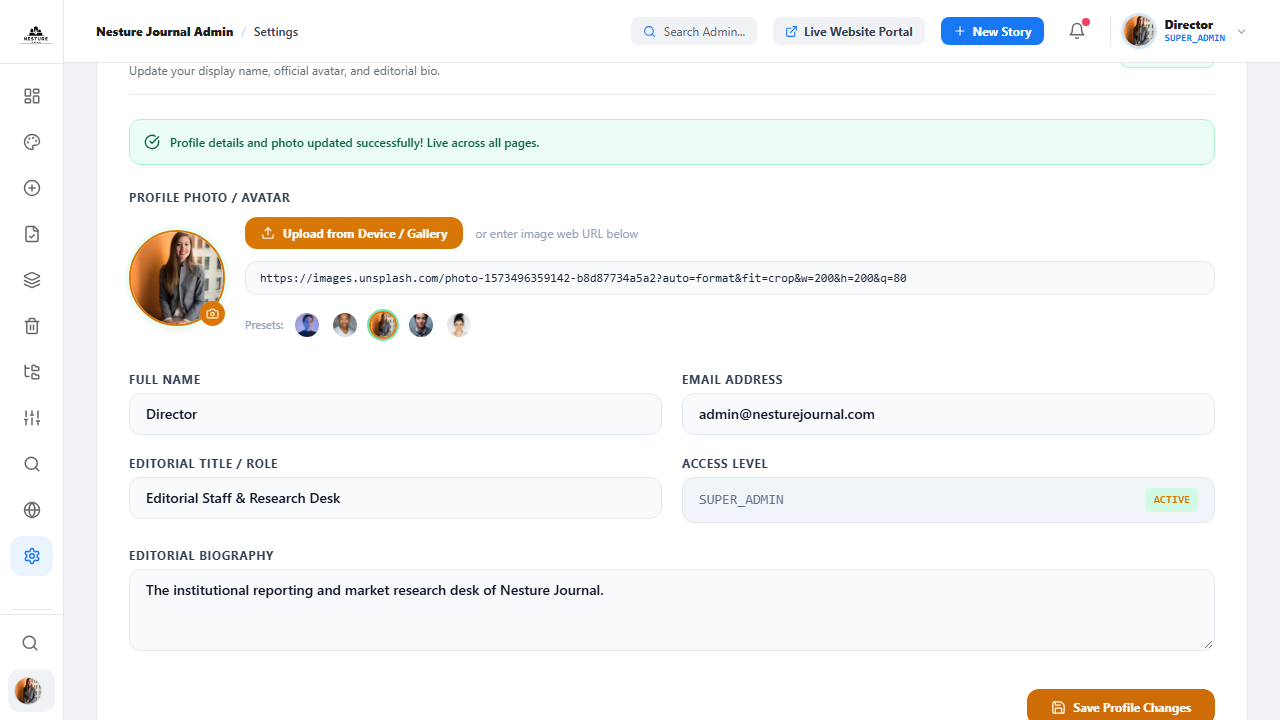 NESTURE
Nesture Journal Admin / Settings
Search Admin...
Live Website Portal
+ New Story
Director
SUPER_ADMIN
Update your display name, official avatar, and editorial bio.
Profile details and photo updated successfully! Live across all pages.
PROFILE PHOTO / AVATAR
Upload from Device / Gallery
or enter image web URL below
https://images.unsplash.com/photo-1573496359142-b8d87734a5a2?auto=format&fit=crop&w=200&h=200&q=80
Presets:
FULL NAME
Director
EMAIL ADDRESS
admin@nesturejournal.com
EDITORIAL TITLE / ROLE
Editorial Staff & Research Desk
ACCESS LEVEL
SUPER_ADMIN
ACTIVE
EDITORIAL BIOGRAPHY
The institutional reporting and market research desk of Nesture Journal.
Save Profile Changes